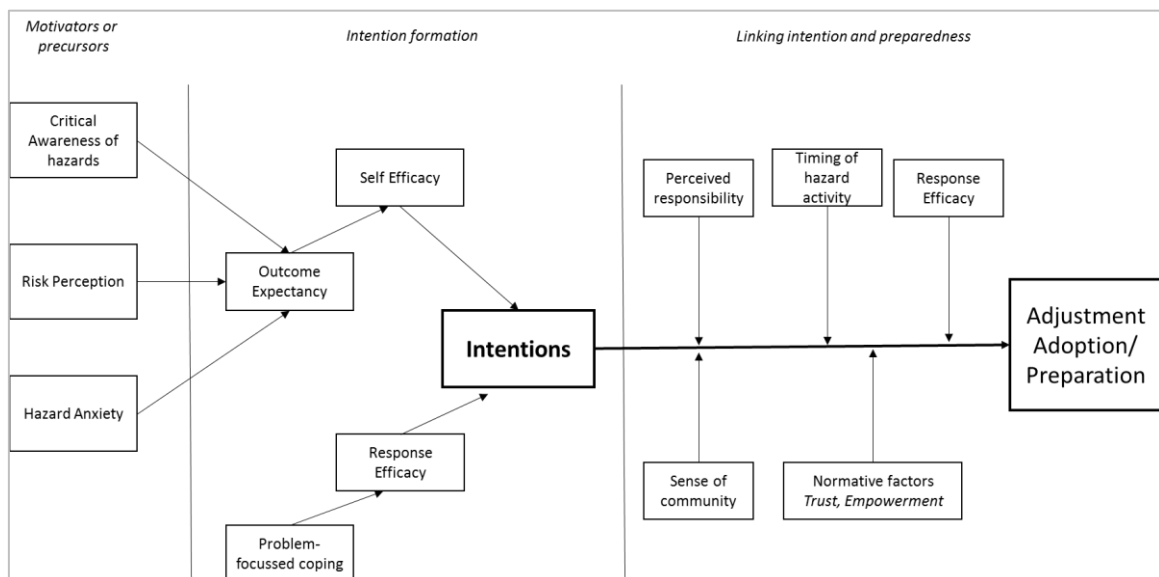 Motivators or
precursors
Intention formation
Linking intention and preparedness
Critical
Awareness of
hazards
Risk Perception
Hazard Anxiety
Self Efficacy
Outcome
Expectancy
Intentions
Response
Efficacy
Problem-
focussed coping
Perceived
responsibility
Timing of
hazard
activity
Response
Efficacy
Sense of
community
Normative factors
Trust, Empowerment
Adjustment
Adoption/
Preparation